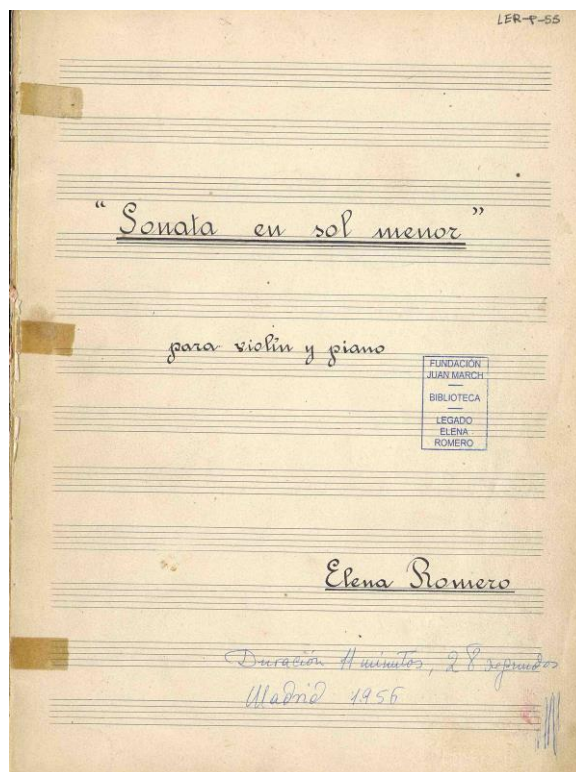 LER-P-55
“Sonata en sol menor”
para violín y piano
FUNDACIÓN
JUAN MARCH
BIBLIOTECA
LEGADO
ELENA
ROMERO
Elena Romero
Duración 11 minutos, 28 segundos
Madrid 1956